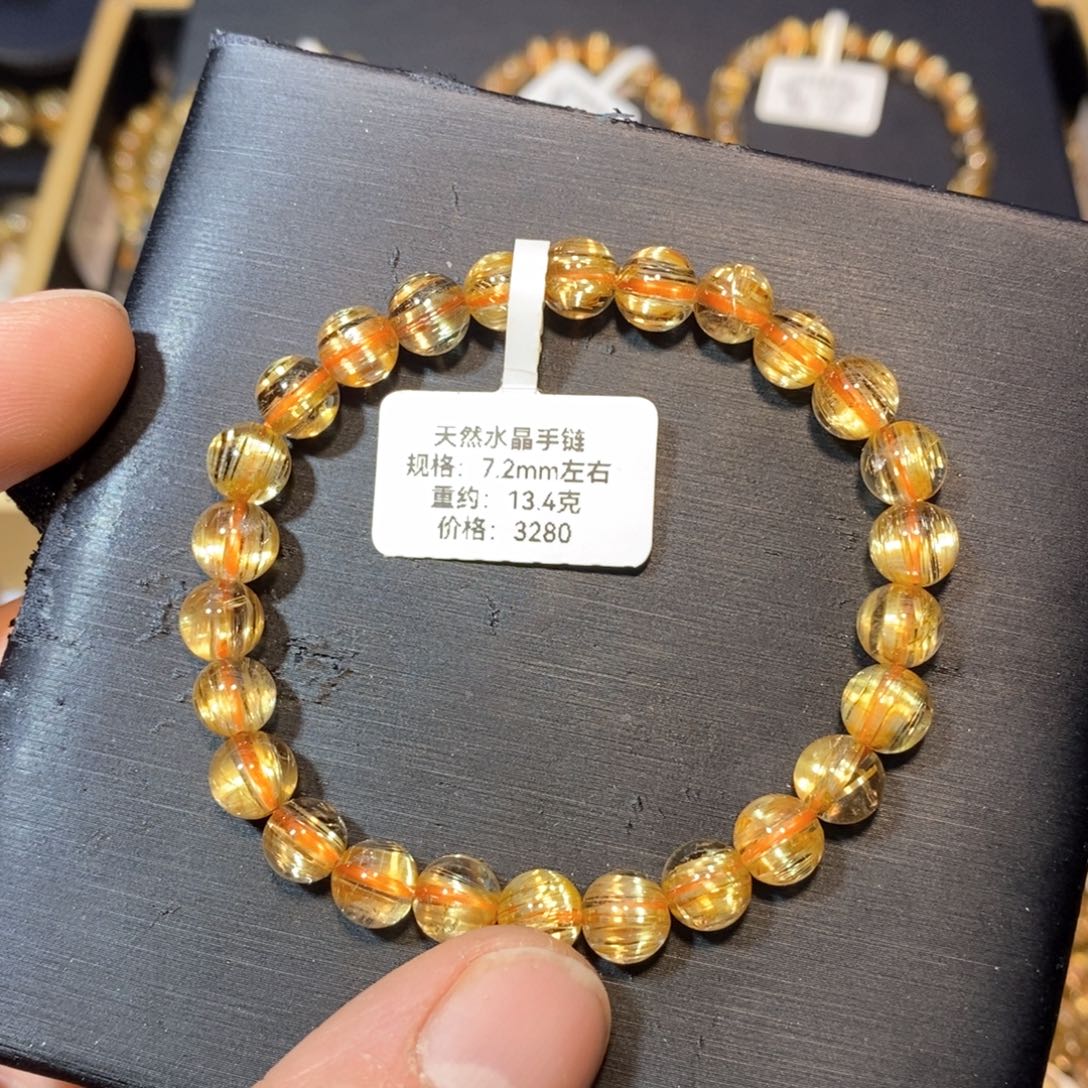 天然水晶手链
规格：7.2mm左右
重约：13.4克
价格：3280